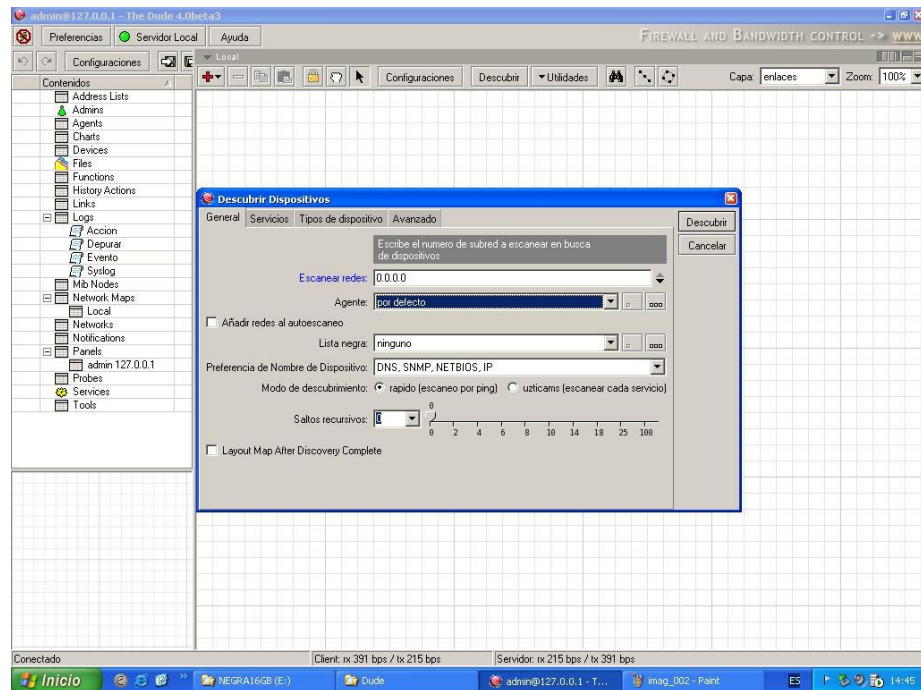 admin@127.0.0.1 - The Dude 4.0beta3
Preferencias Servidor Local Ayuda FIREWALL AND BANDWIDTH CONTROL -> WWW
Configuraciones Local
Contenidos Configuraciones Descubrir Utilidades Capa: enlaces Zoom: 100%
Address Lists
Admins
Agents
Charts
Devices
Files
Functions
History Actions
Links
Logs
Accion
Depurar
Evento
Syslog
Mib Nodes
Network Maps
Local
Networks
Notifications
Panels
admin 127.0.0.1
Probes
Services
Tools
Descubrir Dispositivos
General Servicios Tipos de dispositivo Avanzado Descubrir
Escribe el numero de subred a escanear en busca
de dispositivos
Cancelar
Escanear redes: 0.0.0.0
Agente: por defecto
Añadir redes al autoescaneo
Lista negra: ninguno
Preferencia de Nombre de Dispositivo: DNS, SNMP, NETBIOS, IP
Modo de descubrimiento: rapido (escaneo por ping) uzticams (escanear cada servicio)
Saltos recursivos: 0
0
0 2 4 6 8 10 14 18 25 100
Layout Map After Discovery Complete
Conectado Client: rx 391 bps / tx 215 bps Servidor: rx 215 bps / tx 391 bps
Inicio NEGRA16GB (E:) Dude admin@127.0.0.1 - T... imag_002 - Paint ES 14:45